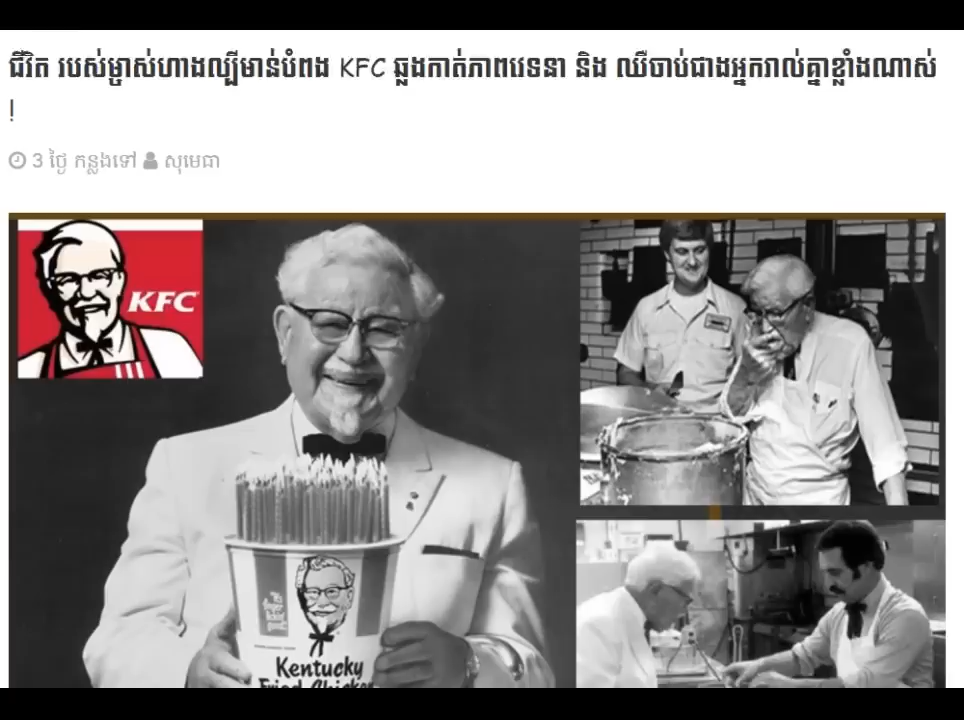 ជីវិត របស់ម្ចាស់ហាងល្បីមាន់បំពង KFC ឆ្លងកាត់ភាពវេទនា និង ឈឺចាប់ជាងអ្នករាល់គ្នាខ្លាំងណាស់
!
3 ថ្ងៃ កន្លងទៅ សុមេធា
KFC
Kentucky
Fried Chicken